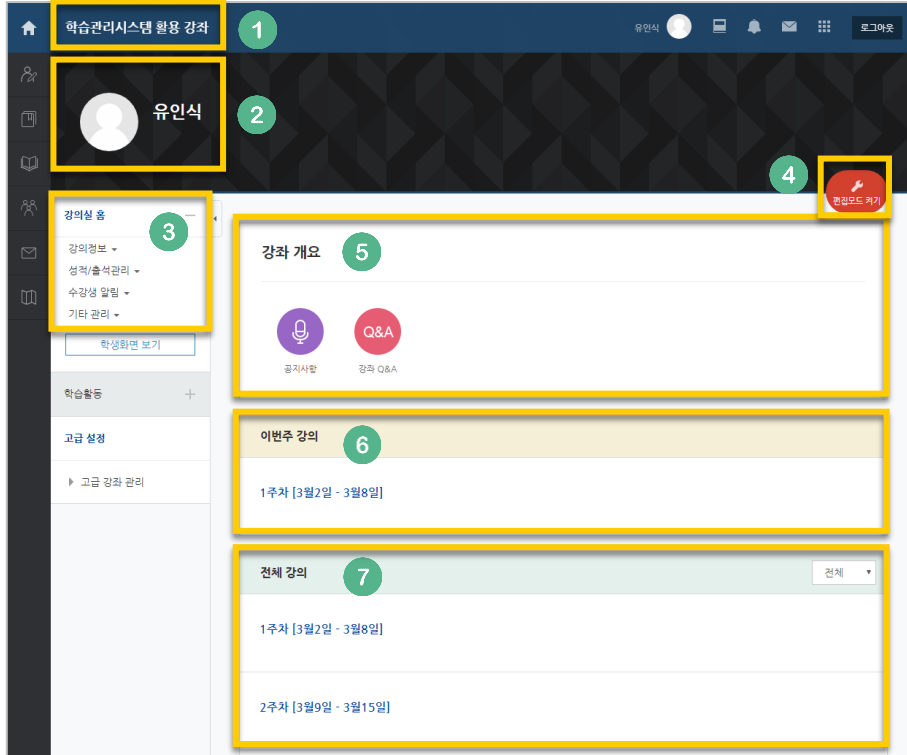 학습관리시스템 활용 강좌
1
유인식
로그아웃
유인식
2
4
편집모드 켜기
강의실 홈
3
강의정보
성적/출석관리
수강생 알림
기타 관리
학생화면 보기
학습활동
고급 설정
고급 강좌 관리
강좌 개요
5
Q&A
공지사항
강좌 Q&A
이번주 강의
6
1주차 [3월2일 - 3월8일]
전체 강의
7
전체
1주차 [3월2일 - 3월8일]
2주차 [3월9일 - 3월15일]